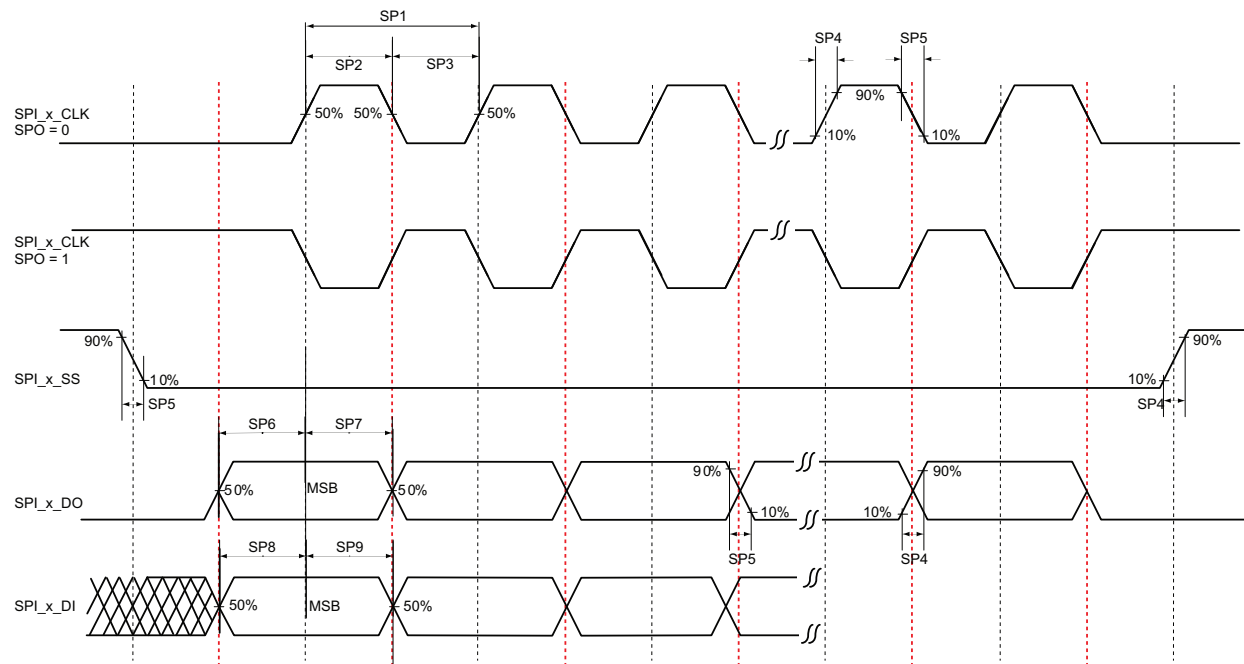 SP1
SP4 SP5
SP2 SP3
SPI_x_CLK
SPO = 0
50% 50% 50% 90%
10% 10%
SPI_x_CLK
SPO = 1
90% 90%
SPI_x_SS 10% 10%
SP5 SP4
SP6 SP7
90% 90%
SPI_x_DO 50% MSB 50% 10% 10%
SP5 SP4
SP8 SP9
SPI_x_DI 50% MSB 50%